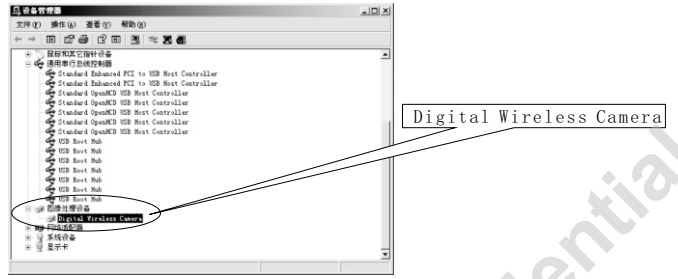 设备管理器
文件(F) 操作(A) 查看(V) 帮助(H)
鼠标和其它指针设备
通用串行总线控制器
Standard Enhanced PCI to USB Host Controller
Standard Enhanced PCI to USB Host Controller
Standard OpenHCD USB Host Controller
Standard OpenHCD USB Host Controller
Standard OpenHCD USB Host Controller
Standard OpenHCD USB Host Controller
Standard OpenHCD USB Host Controller
USB Root Hub
USB Root Hub
USB Root Hub
USB Root Hub
USB Root Hub
USB Root Hub
图像处理设备
Digital Wireless Camera
网络适配器
系统设备
显示卡
Digital Wireless Camera